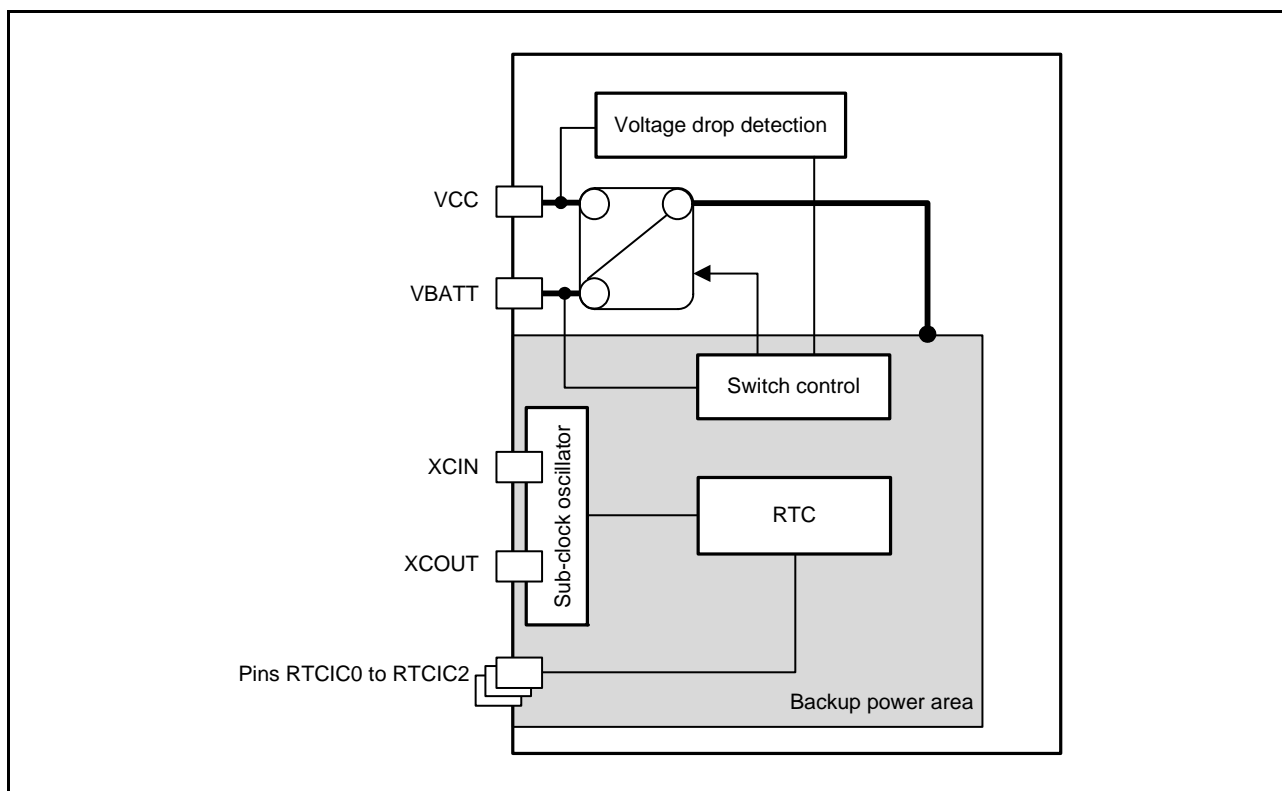 Voltage drop detection
VCC
VBATT
Switch control
XCIN
Sub-clock oscillator
RTC
XCOUT
Pins RTCIC0 to RTCIC2
Backup power area